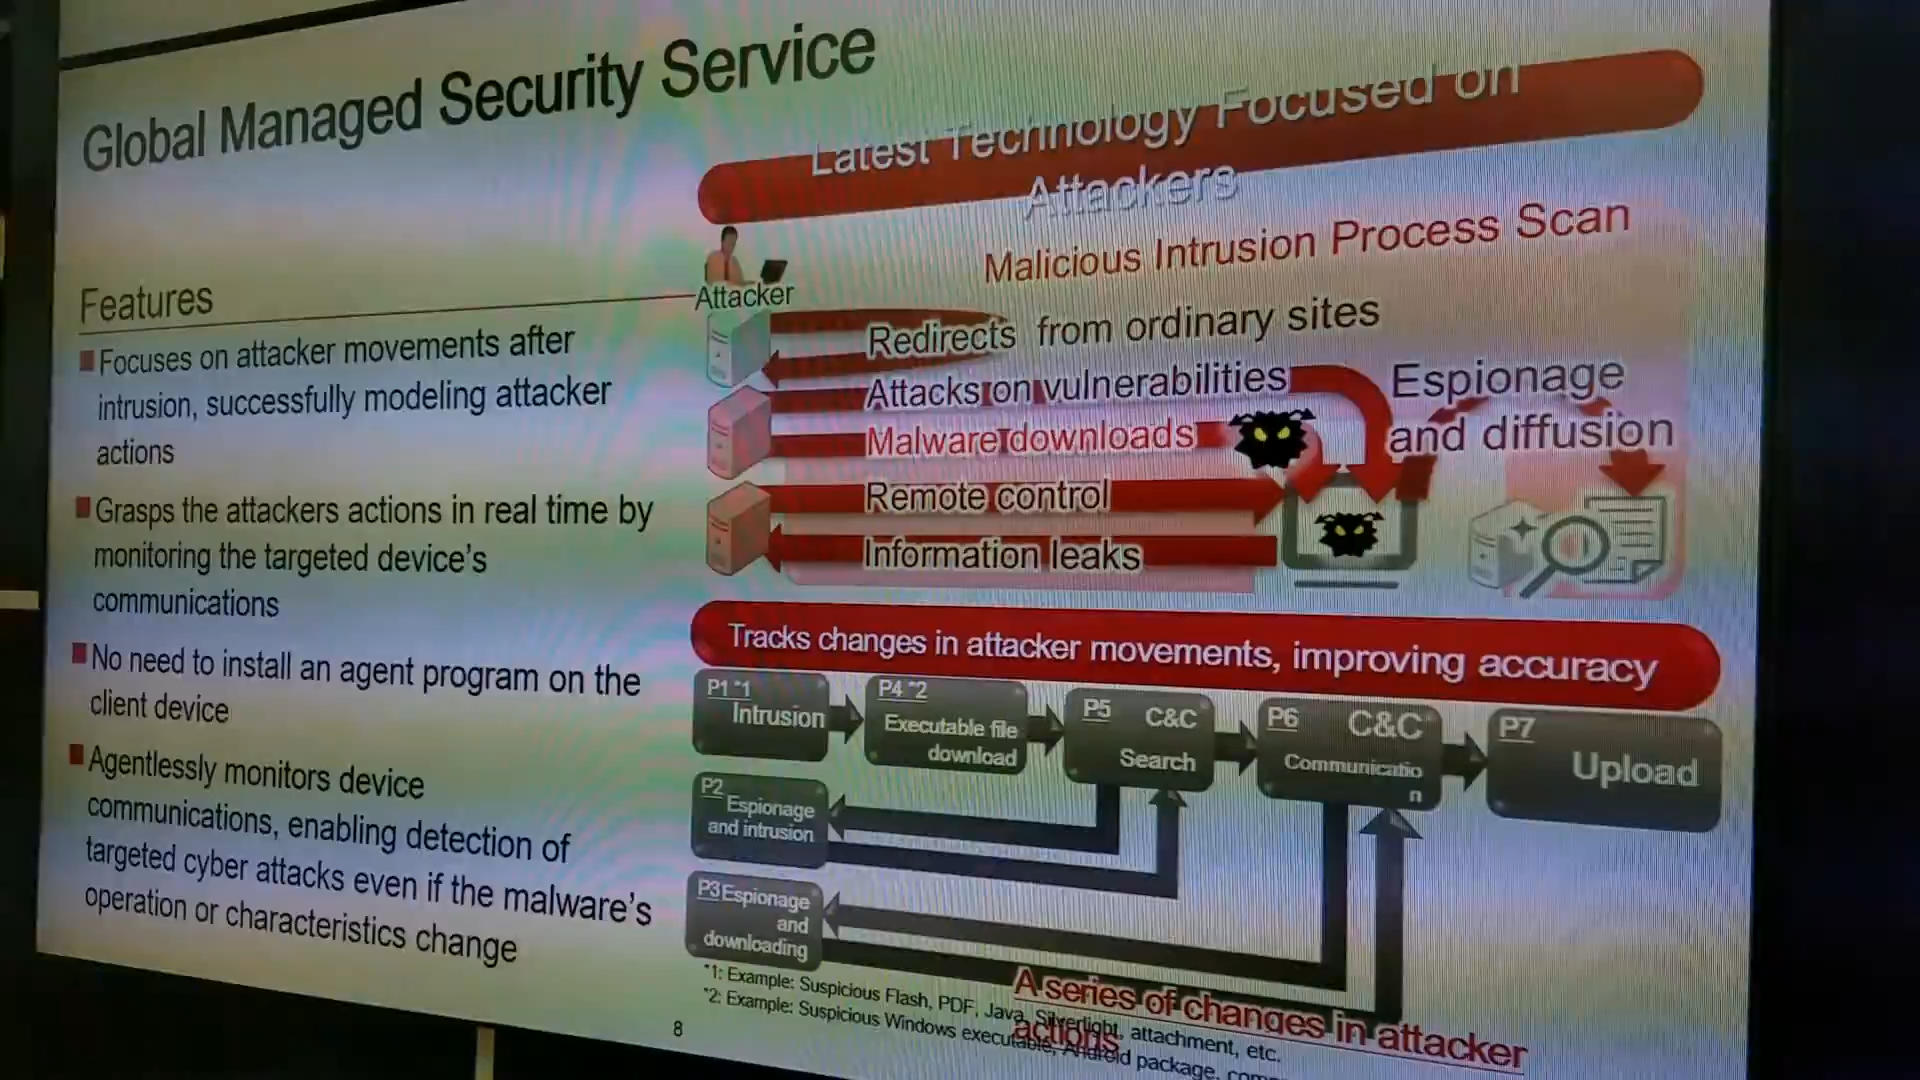 Global Managed Security Service
Latest Technology Focused on
Attackers
Malicious Intrusion Process Scan
Features
■Focuses on attacker movements after
intrusion, successfully modeling attacker
actions
■Grasps the attackers actions in real time by
monitoring the targeted device's
communications
■No need to install an agent program on the
client device
■Agentlessly monitors device
communications, enabling detection of
targeted cyber attacks even if the malware's
operation or characteristics change
Attacker
Redirects from ordinary sites
Attacks on vulnerabilities
Malware downloads
Remote control
Information leaks
Espionage
and diffusion
Tracks changes in attacker movements, improving accuracy
P1 *1
Intrusion
P4 *2
Executable file
download
P5 C&C
Search
P6 C&C
Communicatio
n
P7
Upload
P2
Espionage
and intrusion
P3 Espionage
and
downloading
A series of changes in attacker
actions
*1: Example: Suspicious Flash, PDF, Java, Silverlight, attachment, etc.
*2: Example: Suspicious Windows executable, Android package,
8